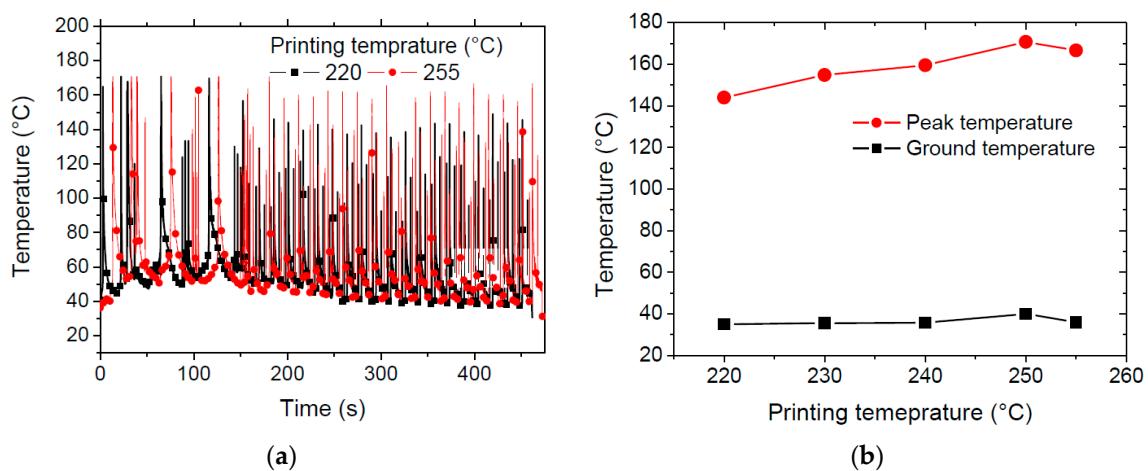 Printing temprature (°C)
220 255
Temperature (°C)
200
180
160
140
120
100
80
60
40
20
0 100 200 300 400
Time (s)
(a)
Peak temperature
Ground temperature
Temperature (°C)
180
160
140
120
100
80
60
40
20
220 230 240 250 260
Printing temeprature (°C)
(b)